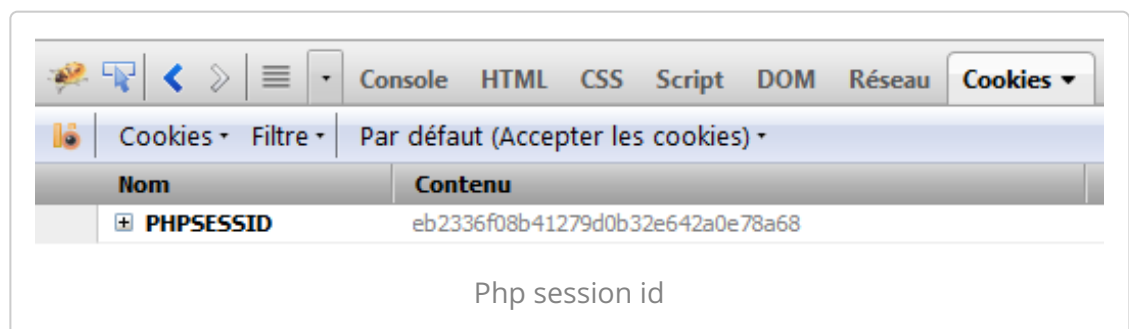 Console HTML CSS Script DOM Réseau Cookies
Cookies Filtre Par défaut (Accepter les cookies)
Nom Contenu
PHPSESSID eb2336f08b41279d0b32e642a0e78a68
Php session id